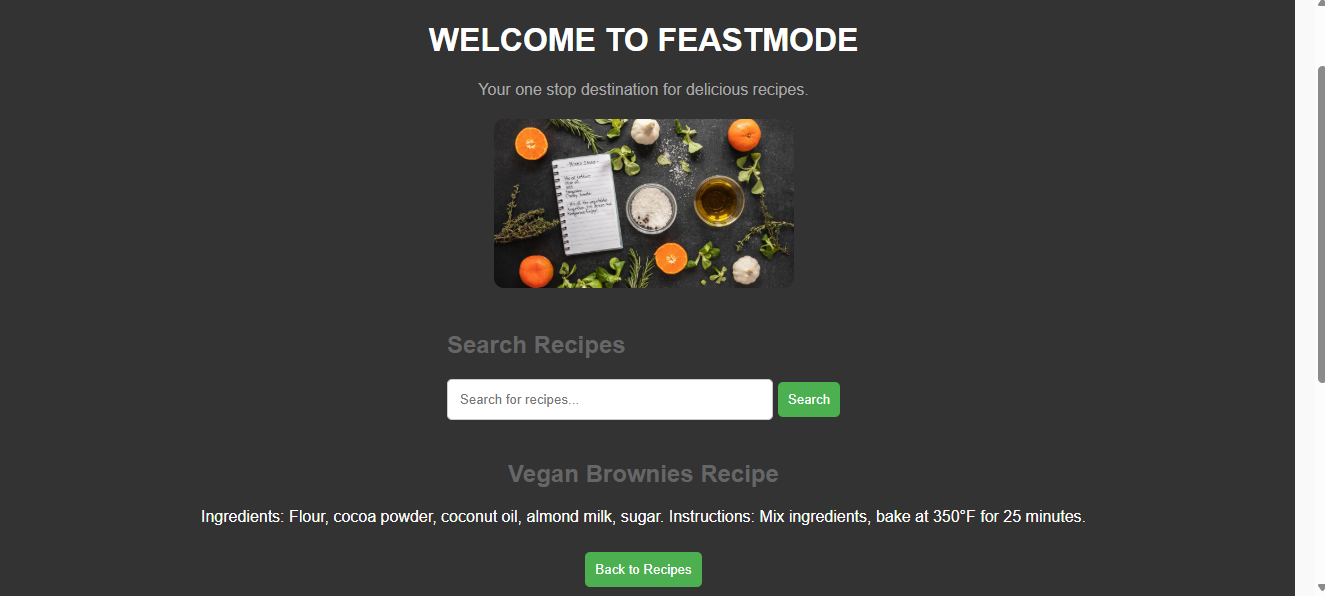 WELCOME TO FEASTMODE
Your one stop destination for delicious recipes.
Search Recipes
Search for recipes...
Search
Vegan Brownies Recipe
Ingredients: Flour, cocoa powder, coconut oil, almond milk, sugar. Instructions: Mix ingredients, bake at 350°F for 25 minutes.
Back to Recipes